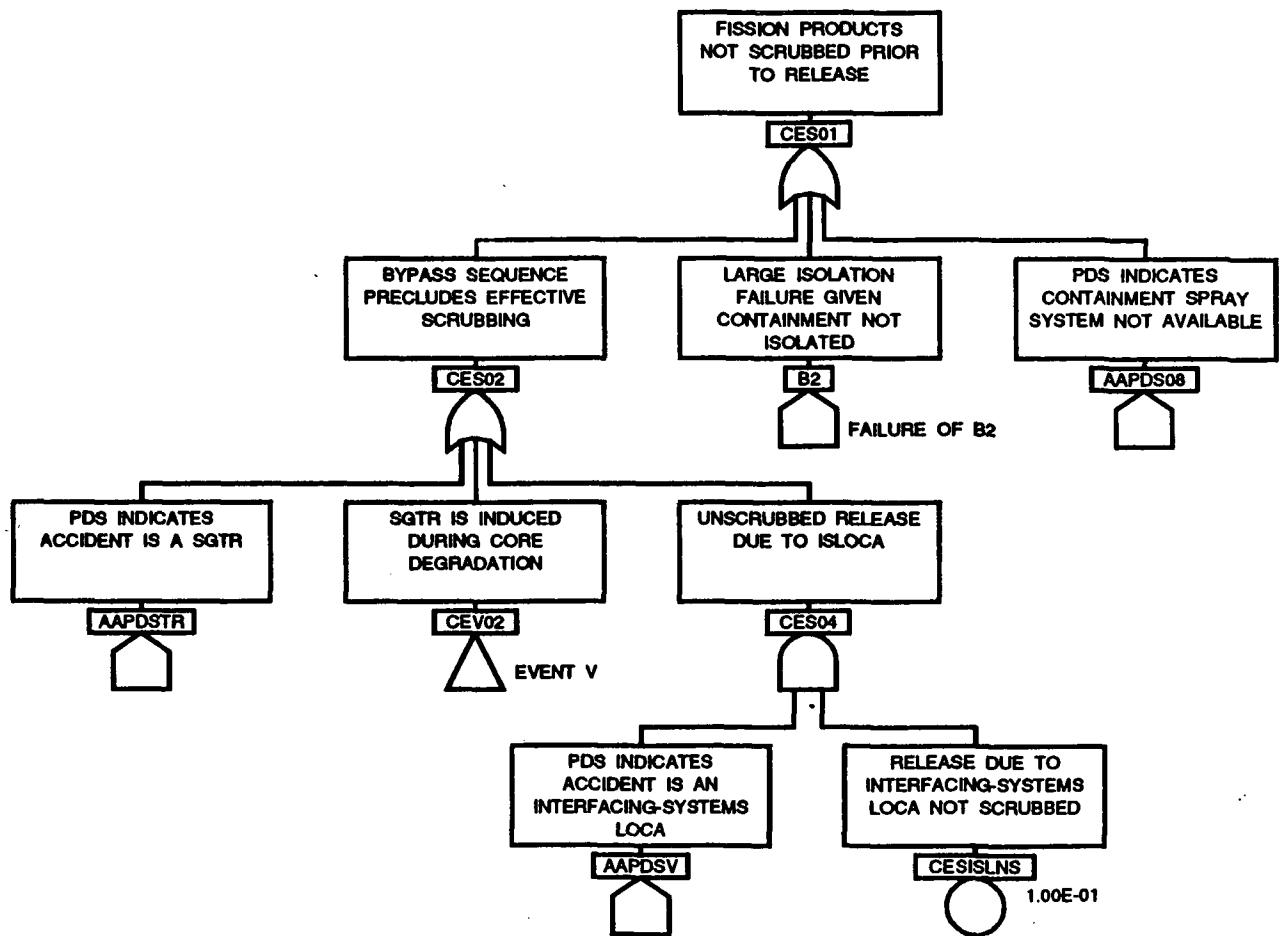 FISSION PRODUCTS
NOT SCRUBBED PRIOR
TO RELEASE
CES01
BYPASS SEQUENCE
PRECLUDES EFFECTIVE
SCRUBBING
CES02
LARGE ISOLATION
FAILURE GIVEN
CONTAINMENT NOT
ISOLATED
B2
FAILURE OF B2
PDS INDICATES
CONTAINMENT SPRAY
SYSTEM NOT AVAILABLE
AAPDS08
PDS INDICATES
ACCIDENT IS A SGTR
AAPDSTR
SGTR IS INDUCED
DURING CORE
DEGRADATION
CEV02
EVENT V
UNSCRUBBED RELEASE
DUE TO ISLOCA
CES04
PDS INDICATES
ACCIDENT IS AN
INTERFACING-SYSTEMS
LOCA
AAPDSV
RELEASE DUE TO
INTERFACING-SYSTEMS
LOCA NOT SCRUBBED
CESISLNS
1.00E-01